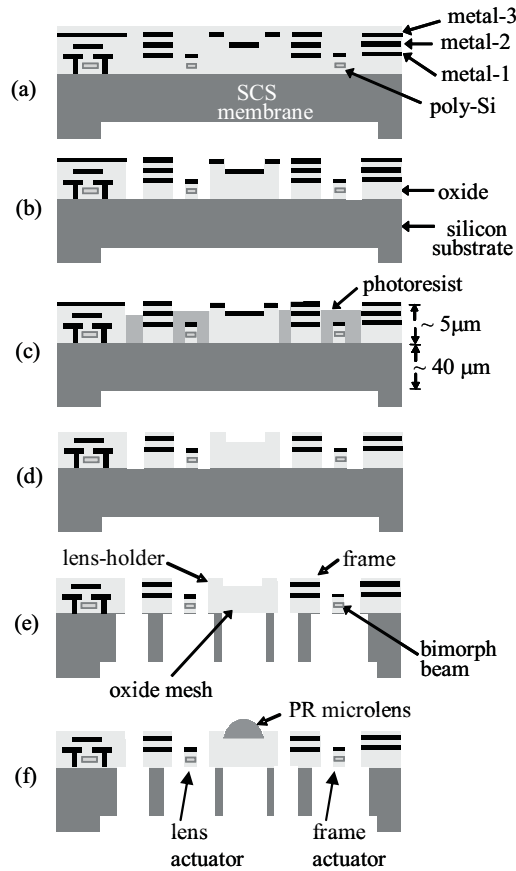 metal-3
metal-2
metal-1
poly-Si
(a)
SCS
membrane
(b)
oxide
silicon
substrate
photoresist
(c)
~ 5μm
~ 40 μm
(d)
lens-holder
frame
(e)
bimorph
beam
oxide mesh
PR microlens
(f)
lens
actuator
frame
actuator